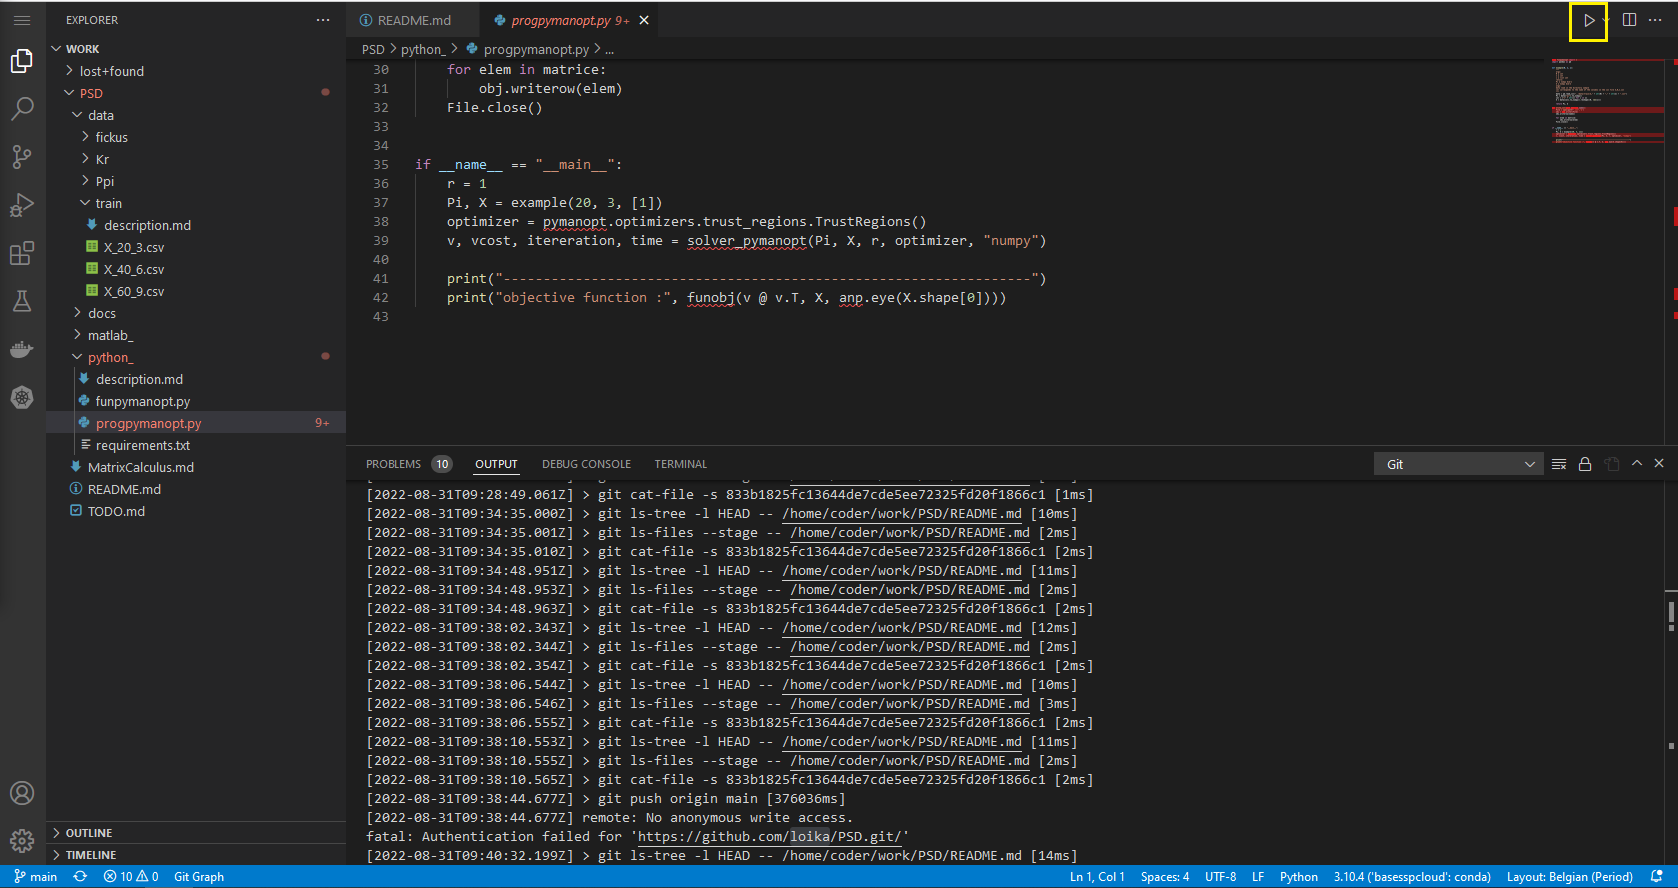 EXPLORER
README.md
progpymanopt.py 9+
WORK
lost+found
PSD
data
fickus
Kr
Ppi
train
description.md
X_20_3.csv
X_40_6.csv
X_60_9.csv
docs
matlab_
python_
description.md
funpymanopt.py
progpymanopt.py 9+
requirements.txt
MatrixCalculus.md
README.md
TODO.md
OUTLINE
TIMELINE
PSD > python_ > progpymanopt.py > ...
30 for elem in matrice:
31 obj.writerow(elem)
32 File.close()
33
34
35 if __name__ == "__main__":
36 r = 1
37 Pi, X = example(20, 3, [1])
38 optimizer = pymanopt.optimizers.trust_regions.TrustRegions()
39 v, vcost, itereration, time = solver_pymanopt(Pi, X, r, optimizer, "numpy")
40
41 print("------------------------------------------------------------------")
42 print("objective function :", funobj(v @ v.T, X, anp.eye(X.shape[0])))
43
PROBLEMS 10 OUTPUT DEBUG CONSOLE TERMINAL Git
[2022-08-31T09:28:49.061Z] > git cat-file -s 833b1825fc13644de7cde5ee72325fd20f1866c1 [1ms]
[2022-08-31T09:34:35.000Z] > git ls-tree -l HEAD -- /home/coder/work/PSD/README.md [10ms]
[2022-08-31T09:34:35.001Z] > git ls-files --stage -- /home/coder/work/PSD/README.md [2ms]
[2022-08-31T09:34:35.010Z] > git cat-file -s 833b1825fc13644de7cde5ee72325fd20f1866c1 [2ms]
[2022-08-31T09:34:48.951Z] > git ls-tree -l HEAD -- /home/coder/work/PSD/README.md [11ms]
[2022-08-31T09:34:48.953Z] > git ls-files --stage -- /home/coder/work/PSD/README.md [2ms]
[2022-08-31T09:34:48.963Z] > git cat-file -s 833b1825fc13644de7cde5ee72325fd20f1866c1 [2ms]
[2022-08-31T09:38:02.343Z] > git ls-tree -l HEAD -- /home/coder/work/PSD/README.md [12ms]
[2022-08-31T09:38:02.344Z] > git ls-files --stage -- /home/coder/work/PSD/README.md [2ms]
[2022-08-31T09:38:02.354Z] > git cat-file -s 833b1825fc13644de7cde5ee72325fd20f1866c1 [2ms]
[2022-08-31T09:38:06.544Z] > git ls-tree -l HEAD -- /home/coder/work/PSD/README.md [10ms]
[2022-08-31T09:38:06.546Z] > git ls-files --stage -- /home/coder/work/PSD/README.md [3ms]
[2022-08-31T09:38:06.555Z] > git cat-file -s 833b1825fc13644de7cde5ee72325fd20f1866c1 [2ms]
[2022-08-31T09:38:10.553Z] > git ls-tree -l HEAD -- /home/coder/work/PSD/README.md [11ms]
[2022-08-31T09:38:10.555Z] > git ls-files --stage -- /home/coder/work/PSD/README.md [2ms]
[2022-08-31T09:38:10.565Z] > git cat-file -s 833b1825fc13644de7cde5ee72325fd20f1866c1 [2ms]
[2022-08-31T09:38:44.677Z] > git push origin main [376036ms]
[2022-08-31T09:38:44.677Z] remote: No anonymous write access.
fatal: Authentication failed for 'https://github.com/loika/PSD.git/'
[2022-08-31T09:40:32.199Z] > git ls-tree -l HEAD -- /home/coder/work/PSD/README.md [14ms]
main 10 0 Git Graph Ln 1, Col 1 Spaces: 4 UTF-8 LF Python 3.10.4 ('basesspcloud': conda) Layout: Belgian (Period)